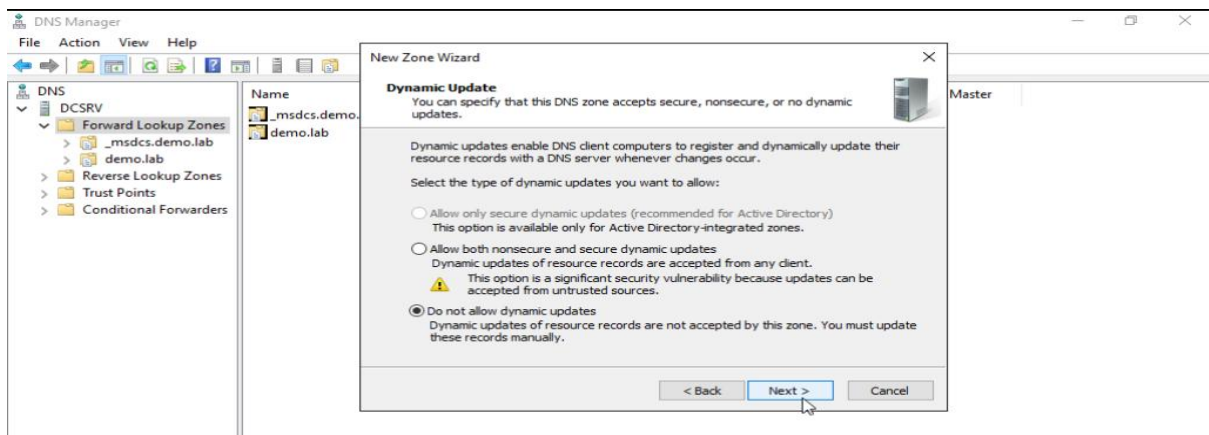 DNS Manager
File Action View Help
DNS
DCSRV
Forward Lookup Zones
_msdcs.demo.lab
demo.lab
Reverse Lookup Zones
Trust Points
Conditional Forwarders
Name
_msdcs.demo.
demo.lab
Master
New Zone Wizard
Dynamic Update
You can specify that this DNS zone accepts secure, nonsecure, or no dynamic
updates.
Dynamic updates enable DNS client computers to register and dynamically update their
resource records with a DNS server whenever changes occur.
Select the type of dynamic updates you want to allow:
Allow only secure dynamic updates (recommended for Active Directory)
This option is available only for Active Directory-integrated zones.
Allow both nonsecure and secure dynamic updates
Dynamic updates of resource records are accepted from any client.
This option is a significant security vulnerability because updates can be
accepted from untrusted sources.
Do not allow dynamic updates
Dynamic updates of resource records are not accepted by this zone. You must update
these records manually.
< Back Next > Cancel